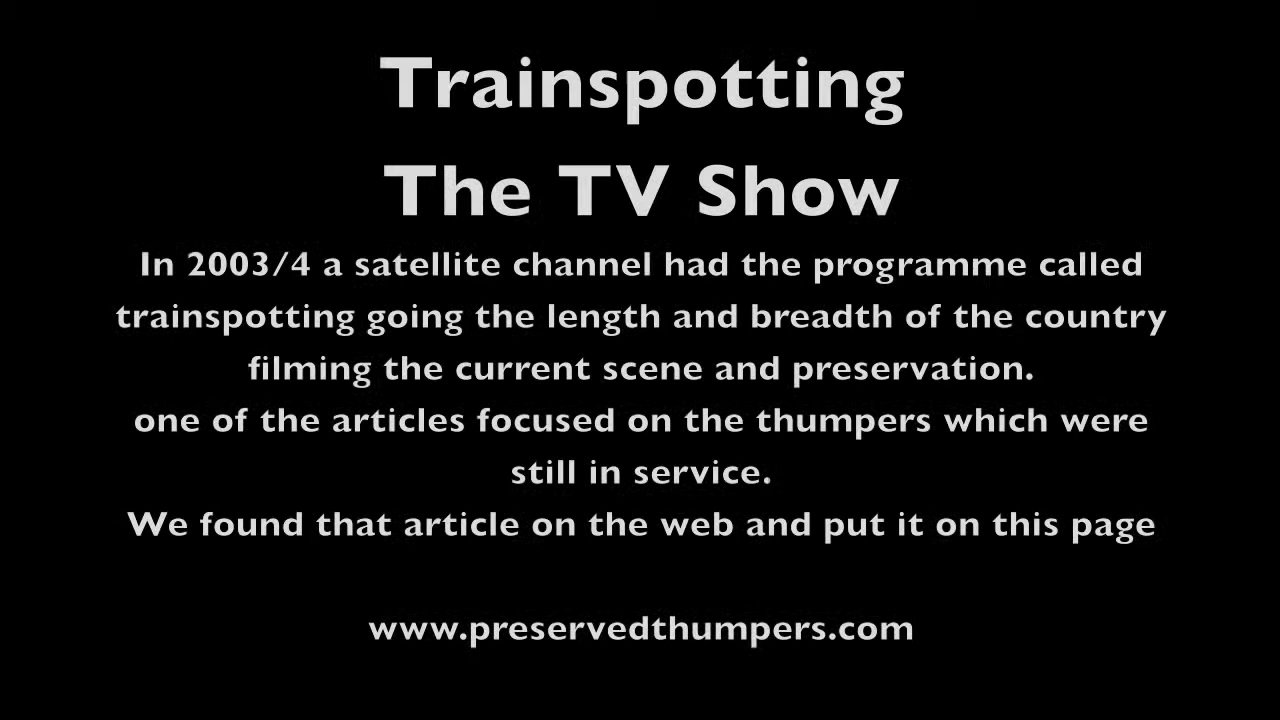 Trainspotting
The TV Show
In 2003/4 a satellite channel had the programme called
trainspotting going the length and breadth of the country
filming the current scene and preservation.
one of the articles focused on the thumpers which were
still in service.
We found that article on the web and put it on this page
www.preservedthumpers.com